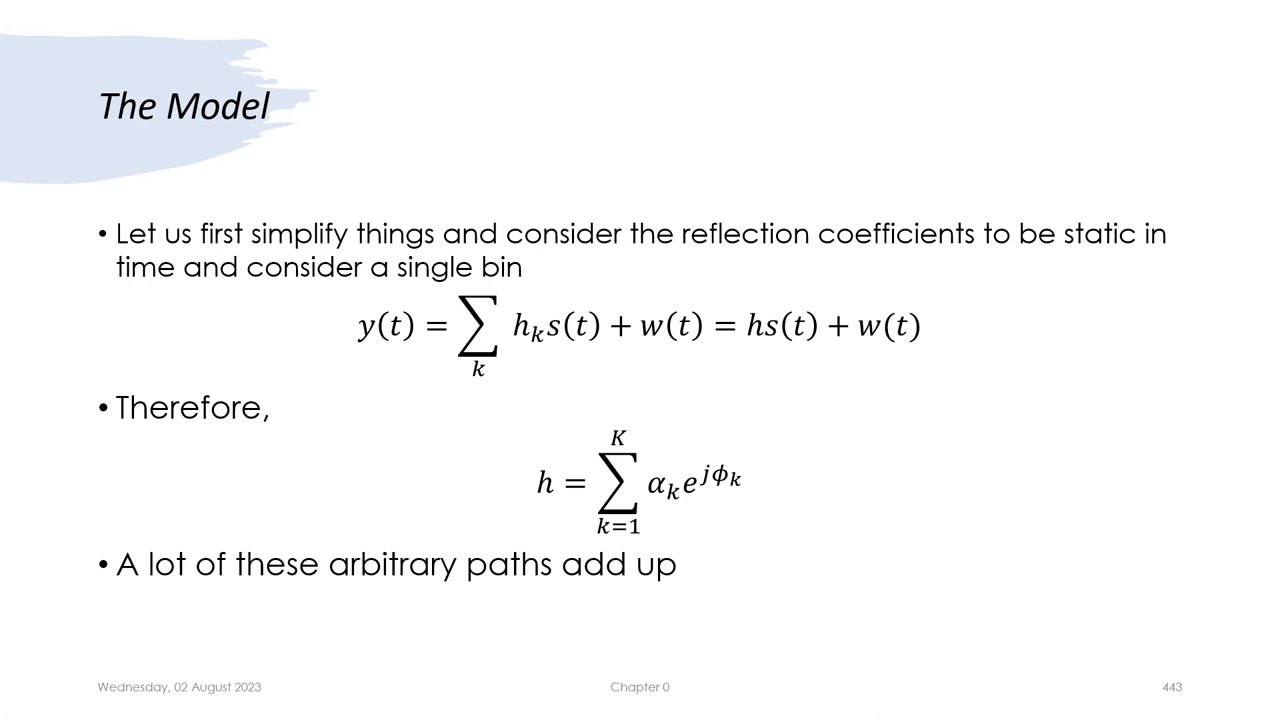 The Model
• Let us first simplify things and consider the reflection coefficients to be static in
time and consider a single bin
y(t) = ∑_k h_k s(t) + w(t) = hs(t) + w(t)
• Therefore,
h = ∑_{k=1}^{K} α_k e^{jϕ_k}
• A lot of these arbitrary paths add up
Wednesday, 02 August 2023 Chapter 0 443